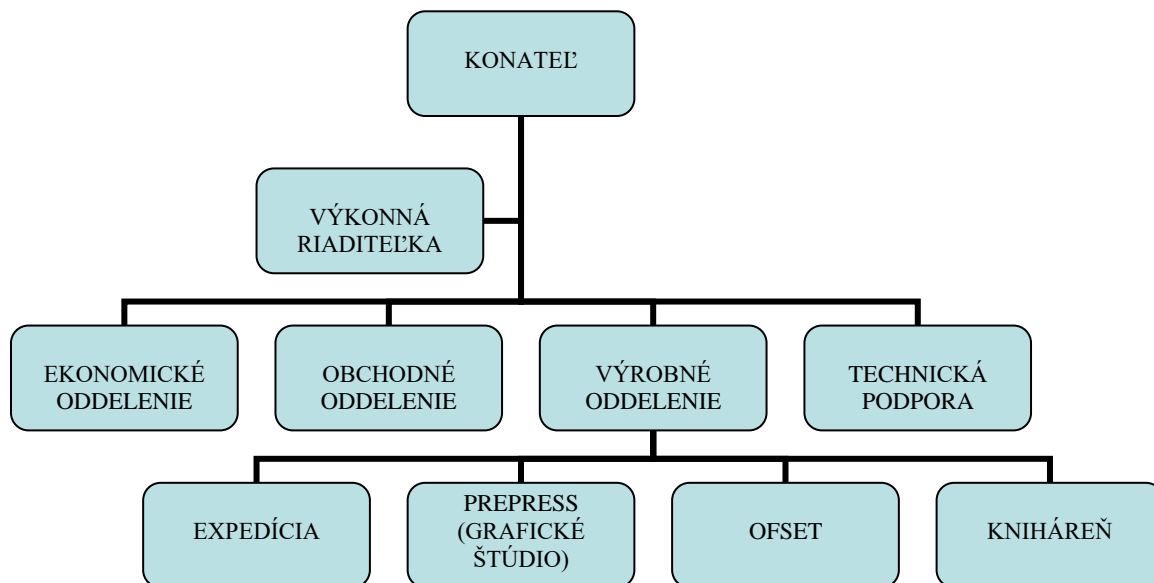 KONATEĽ
VÝKONNÁ
RIADITEĽKA
EKONOMICKÉ
ODDELENIE
OBCHODNÉ
ODDELENIE
VÝROBNÉ
ODDELENIE
TECHNICKÁ
PODPORA
EXPEDÍCIA
PREPRESS
(GRAFICKÉ
ŠTÚDIO)
OFSET
KNIHÁREŇ